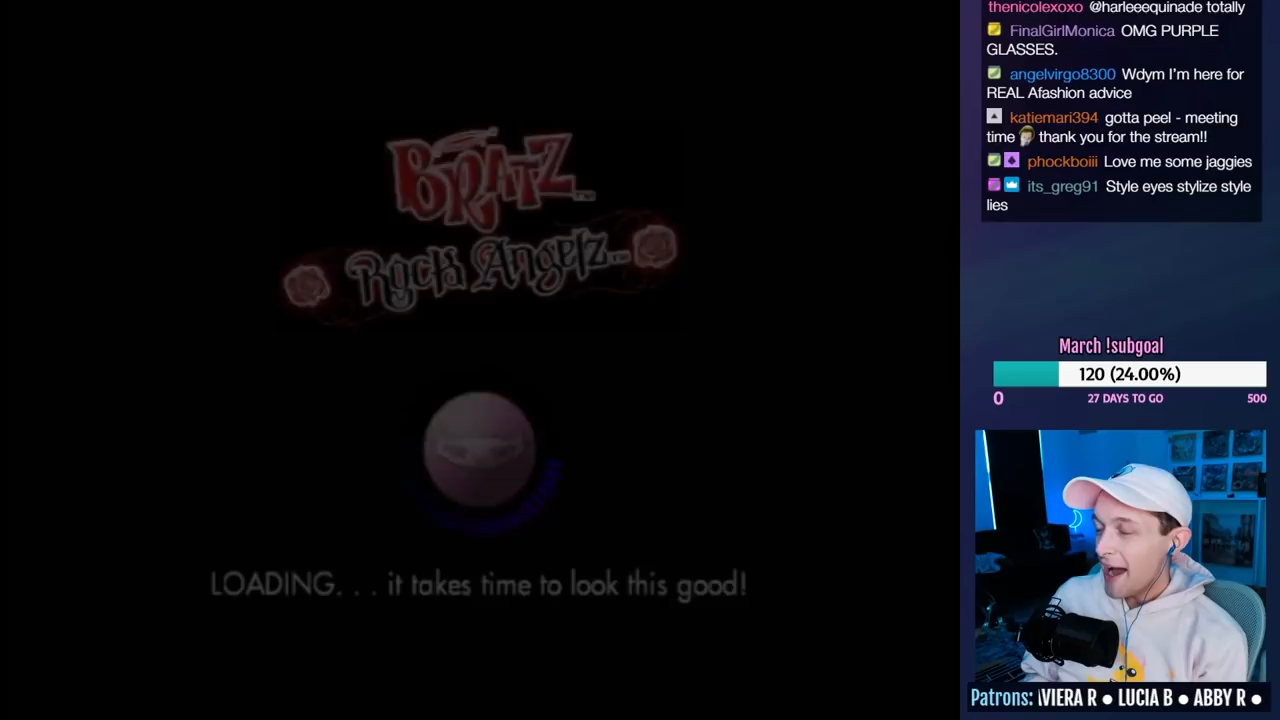 BRATZ
Rock Angelz™
LOADING. . . it takes time to look this good!
thenicolexoxo @harleeequinade totally
FinalGirlMonica OMG PURPLE
GLASSES.
angelvirgo8300 Wdym I’m here for
REAL Afashion advice
katiemari394 gotta peel - meeting
time thank you for the stream!!
phockboiii Love me some jaggies
its_greg91 Style eyes stylize style
lies
March !subgoal
120 (24.00%)
0 27 DAYS TO GO 500
Patrons: \VIERA R ● LUCIA B ● ABBY R ●